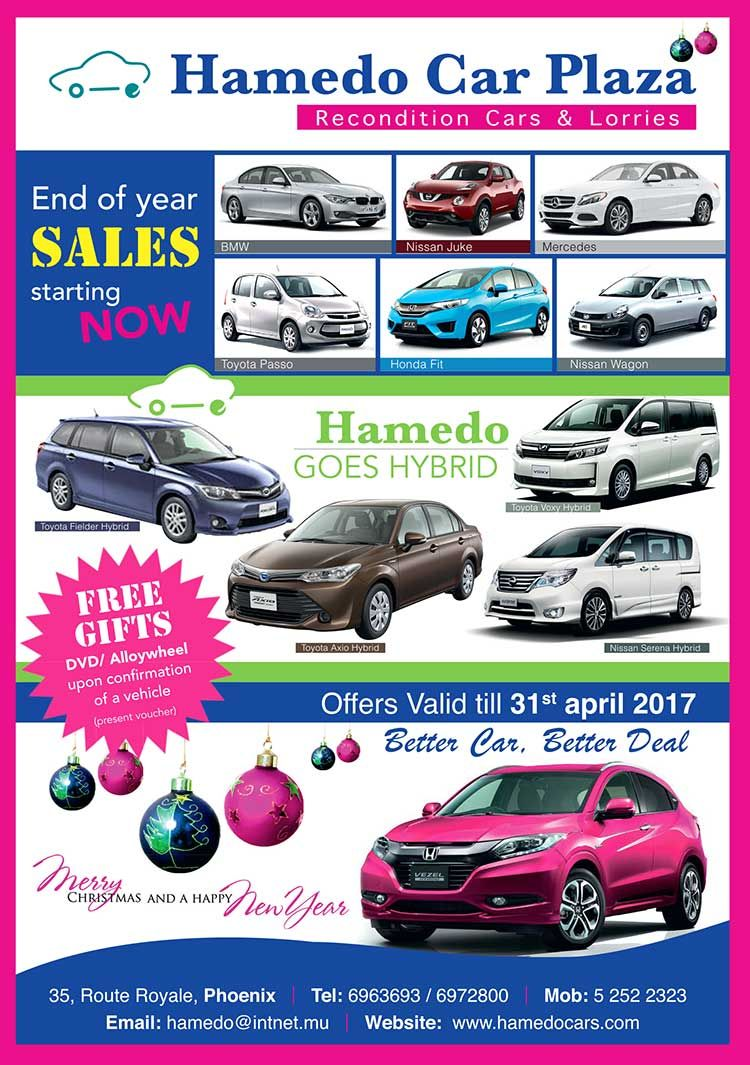 Hamedo Car Plaza
Recondition Cars & Lorries
End of year
SALES
starting
NOW
BMW
Nissan Juke
Mercedes
Toyota Passo
Honda Fit
Nissan Wagon
Hamedo
GOES HYBRID
Toyota Fielder Hybrid
VOXY
Toyota Voxy Hybrid
AXIO
Toyota Axio Hybrid
Nissan Serena Hybrid
FREE
GIFTS
DVD/ Alloywheel
upon confirmation
of a vehicle
(present voucher)
Offers Valid till 31st april 2017
Better Car, Better Deal
VEZEL
Merry
CHRISTMAS AND A HAPPY
New Year
35, Route Royale, Phoenix | Tel: 6963693 / 6972800 | Mob: 5 252 2323
Email: hamedo@intnet.mu | Website: www.hamedocars.com